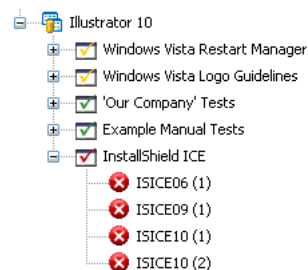 Illustrator 10
Windows Vista Restart Manager
Windows Vista Logo Guidelines
'Our Company' Tests
Example Manual Tests
InstallShield ICE
ISICE06 (1)
ISICE09 (1)
ISICE10 (1)
ISICE10 (2)